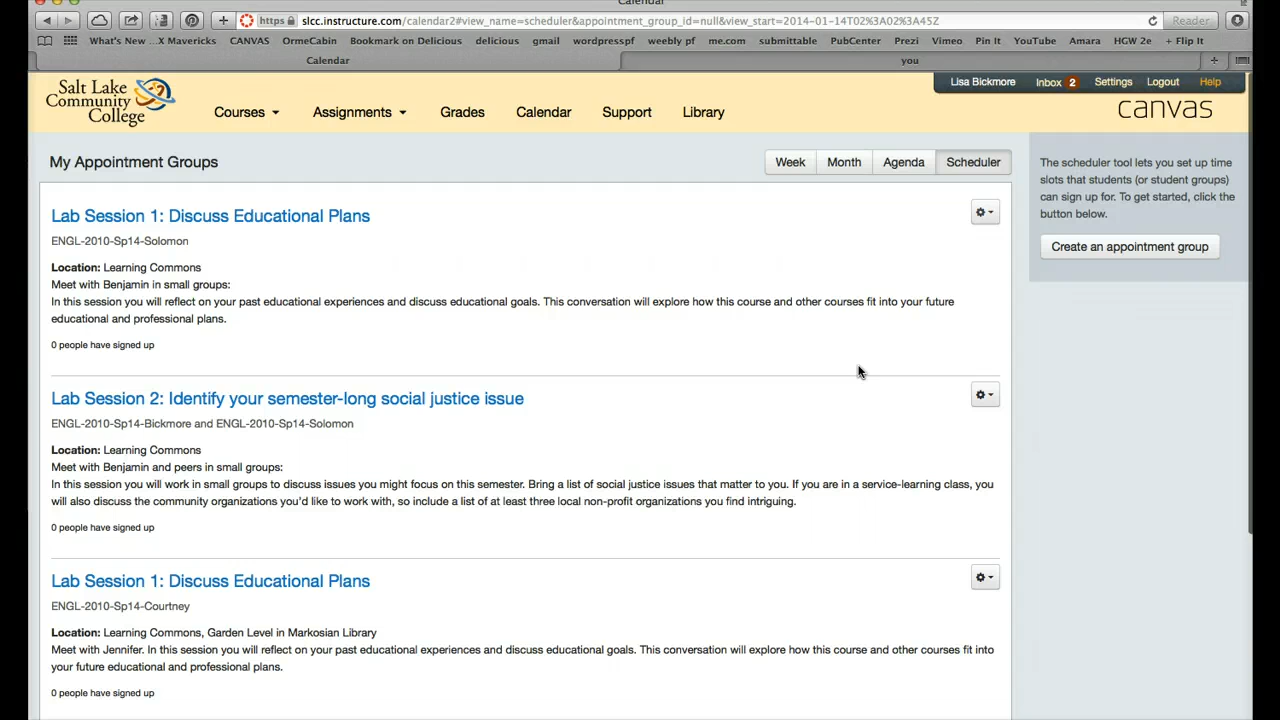 Calendar
https slcc.instructure.com/calendar2#view_name=scheduler&appointment_group_id=null&view_start=2014-01-14T02%3A02%3A45Z Reader
What's New ...X Mavericks CANVAS OrmeCabin Bookmark on Delicious delicious gmail wordpresspf weebly pf me.com submittable PubCenter Prezi Vimeo Pin It YouTube Amara HGW 2e + Flip It
Calendar you
Lisa Bickmore Inbox 2 Settings Logout Help
Salt Lake
Community
College
Courses Assignments Grades Calendar Support Library
canvas
My Appointment Groups
Week Month Agenda Scheduler
The scheduler tool lets you set up time
slots that students (or student groups)
can sign up for. To get started, click the
button below.
Create an appointment group
Lab Session 1: Discuss Educational Plans
ENGL-2010-Sp14-Solomon
Location: Learning Commons
Meet with Benjamin in small groups:
In this session you will reflect on your past educational experiences and discuss educational goals. This conversation will explore how this course and other courses fit into your future
educational and professional plans.
0 people have signed up
Lab Session 2: Identify your semester-long social justice issue
ENGL-2010-Sp14-Bickmore and ENGL-2010-Sp14-Solomon
Location: Learning Commons
Meet with Benjamin and peers in small groups:
In this session you will work in small groups to discuss issues you might focus on this semester. Bring a list of social justice issues that matter to you. If you are in a service-learning class, you
will also discuss the community organizations you'd like to work with, so include a list of at least three local non-profit organizations you find intriguing.
0 people have signed up
Lab Session 1: Discuss Educational Plans
ENGL-2010-Sp14-Courtney
Location: Learning Commons, Garden Level in Markosian Library
Meet with Jennifer. In this session you will reflect on your past educational experiences and discuss educational goals. This conversation will explore how this course and other courses fit into
your future educational and professional plans.
0 people have signed up